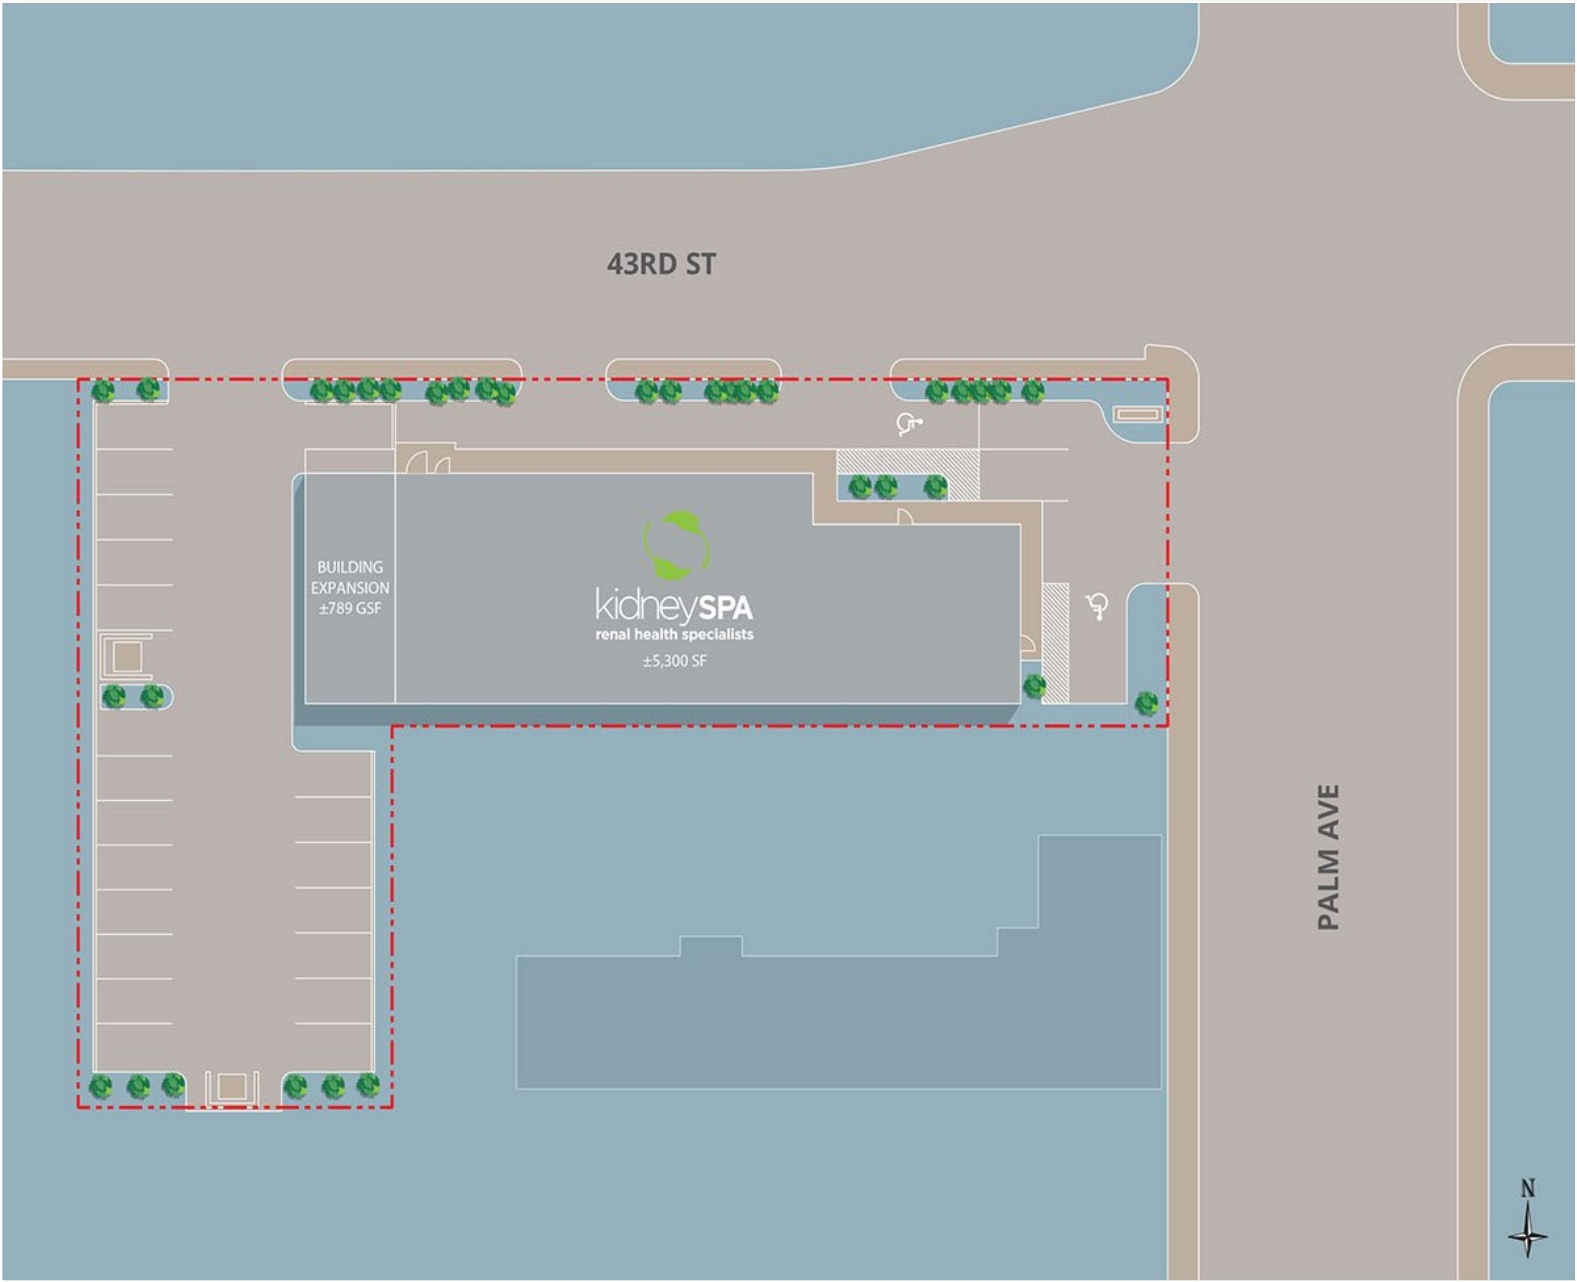 43RD ST
BUILDING
EXPANSION
±789 GSF
kidneySPA
renal health specialists
±5,300 SF
PALM AVE
N